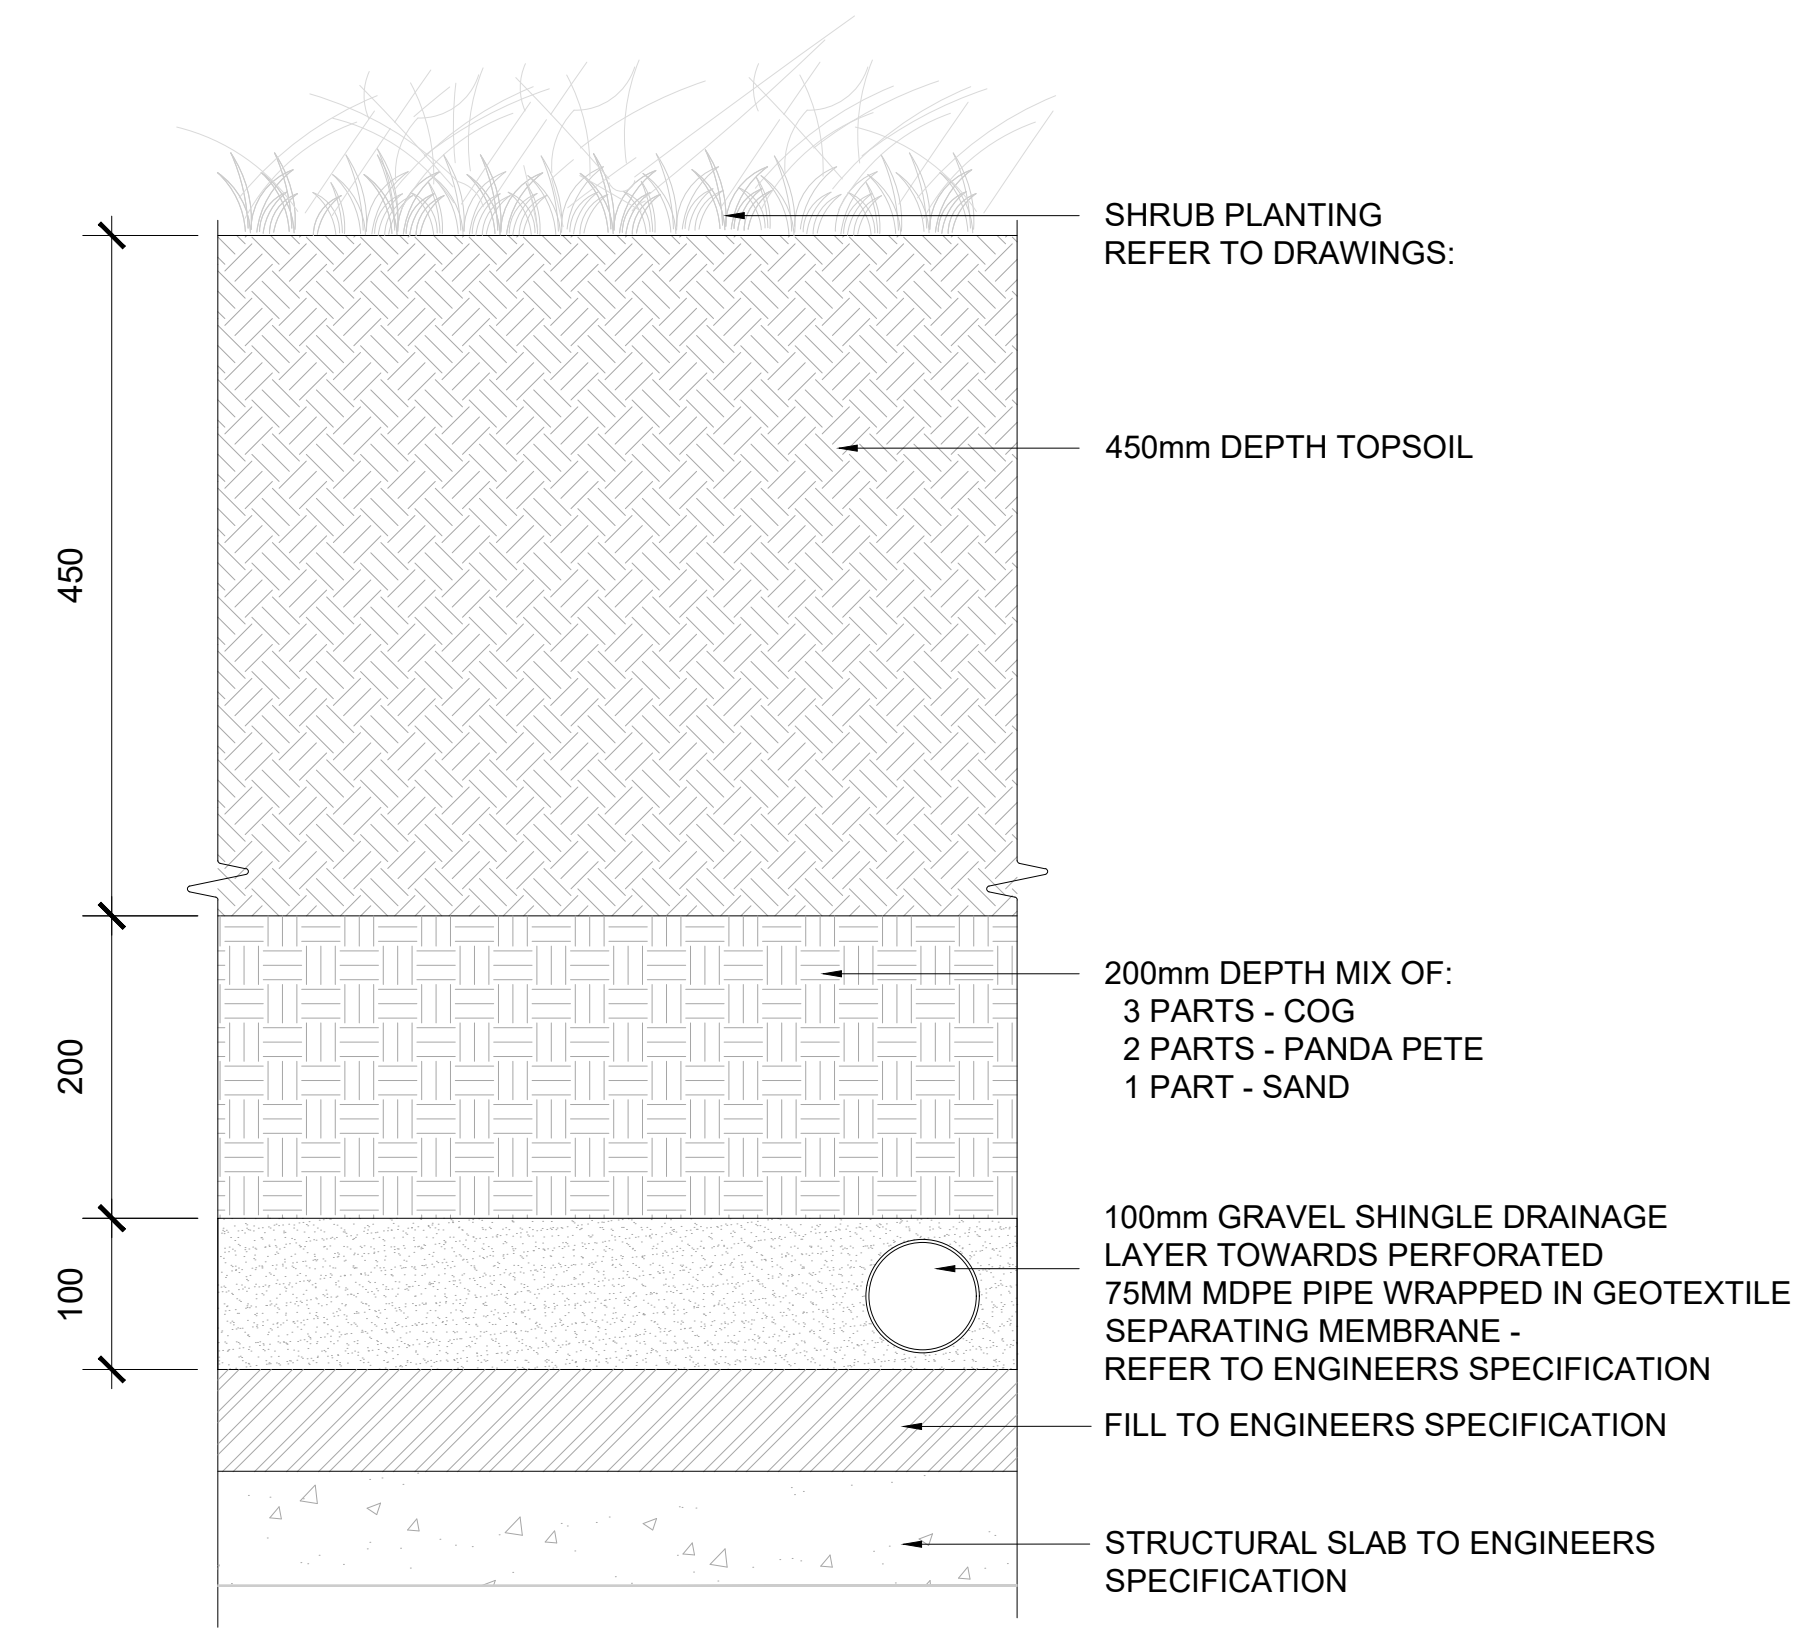 SHRUB PLANTING
REFER TO DRAWINGS:
450mm DEPTH TOPSOIL
450
200mm DEPTH MIX OF:
3 PARTS - COG
2 PARTS - PANDA PETE
1 PART - SAND
200
100mm GRAVEL SHINGLE DRAINAGE
LAYER TOWARDS PERFORATED
75MM MDPE PIPE WRAPPED IN GEOTEXTILE
SEPARATING MEMBRANE -
REFER TO ENGINEERS SPECIFICATION
100
FILL TO ENGINEERS SPECIFICATION
STRUCTURAL SLAB TO ENGINEERS
SPECIFICATION